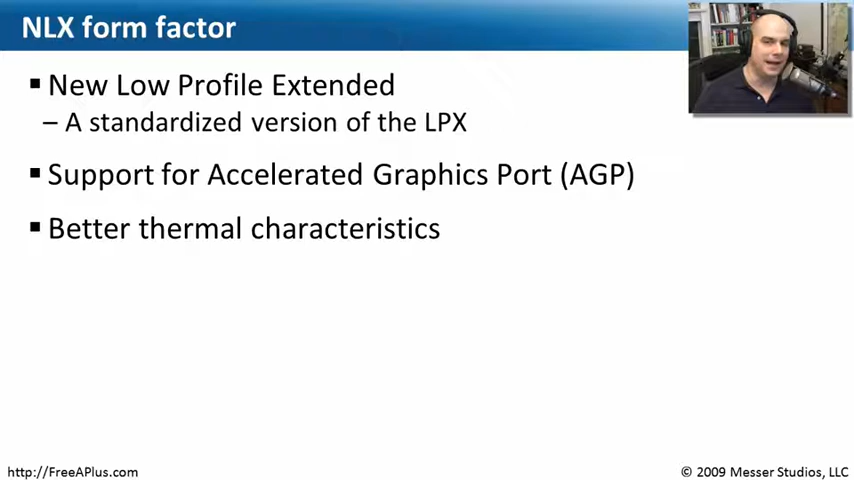 NLX form factor
▪ New Low Profile Extended
– A standardized version of the LPX
▪ Support for Accelerated Graphics Port (AGP)
▪ Better thermal characteristics
http://FreeAPlus.com
© 2009 Messer Studios, LLC